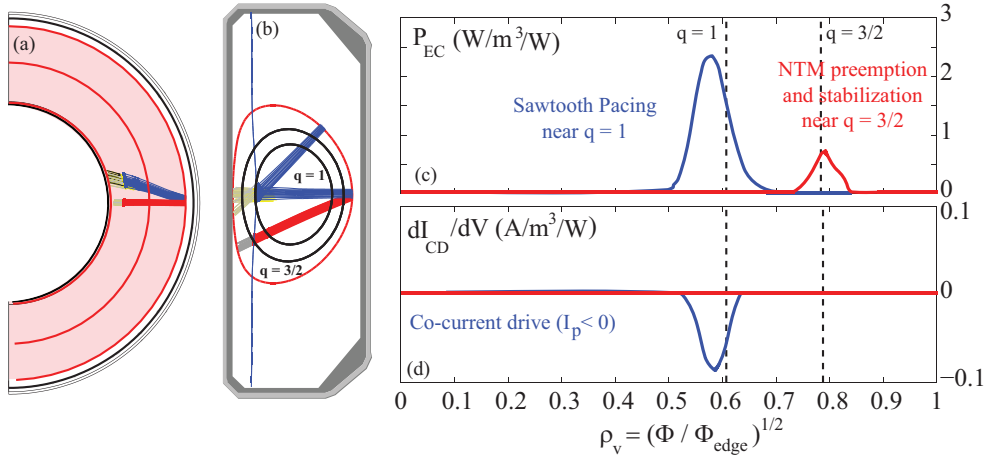 (a)
(b)
q = 1
q = 3/2
P_EC (W/m³/W)
q = 1
q = 3/2
Sawtooth Pacing
near q = 1
NTM preemption
and stabilization
near q = 3/2
(c)
3
2
1
0
dI_CD/dV (A/m³/W)
Co-current drive (I_p< 0)
(d)
0.1
0
−0.1
0 0.1 0.2 0.3 0.4 0.5 0.6 0.7 0.8 0.9 1
ρ_v = (Φ / Φ_edge)^1/2